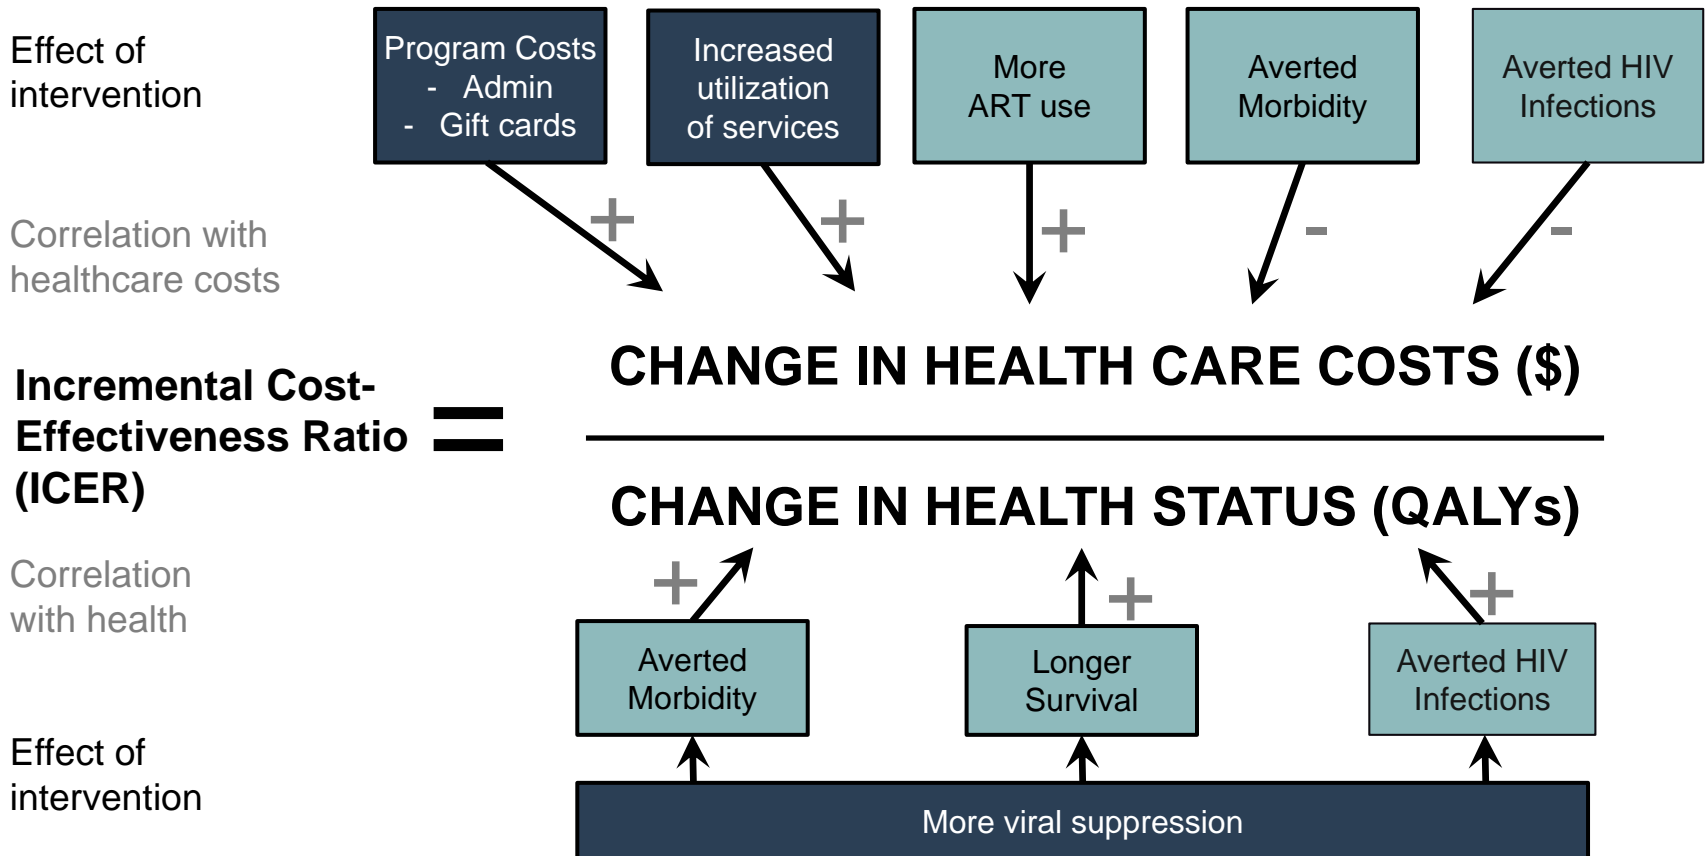 Effect of
intervention
Program Costs
- Admin
- Gift cards
Increased
utilization
of services
More
ART use
Averted
Morbidity
Averted HIV
Infections
Correlation with
healthcare costs
+
+
+
-
-
Incremental Cost-
Effectiveness Ratio
(ICER)
=
CHANGE IN HEALTH CARE COSTS ($)
CHANGE IN HEALTH STATUS (QALYs)
Correlation
with health
+
+
+
Averted
Morbidity
Longer
Survival
Averted HIV
Infections
Effect of
intervention
More viral suppression